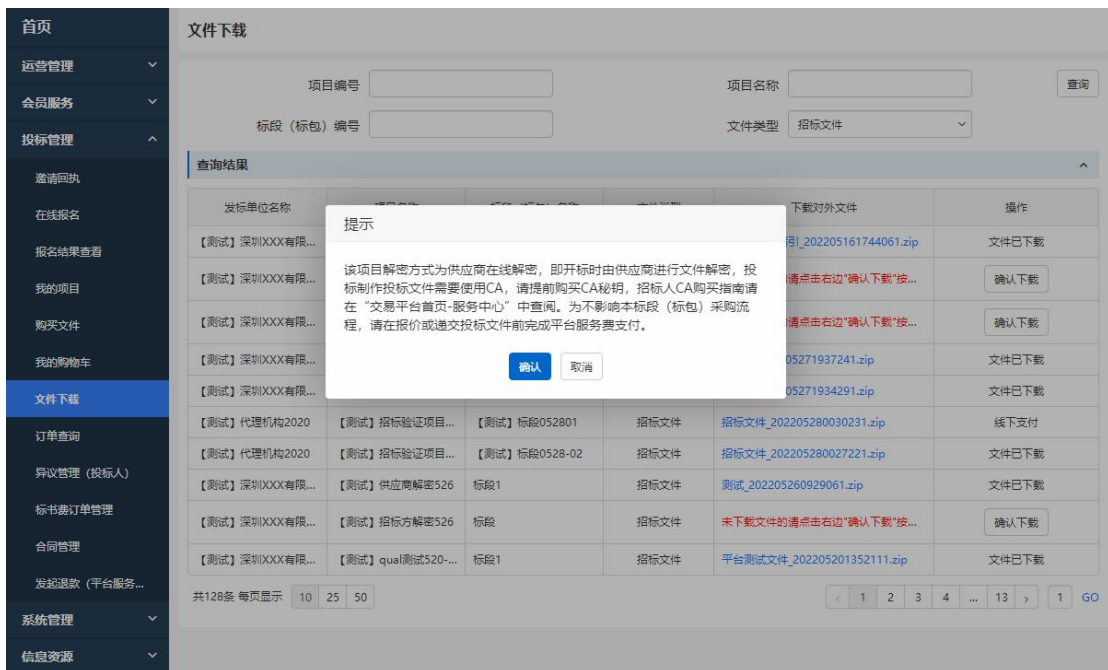 首页
运营管理
会员服务
投标管理
邀请回执
在线报名
报名结果查看
我的项目
购买文件
我的购物车
文件下载
订单查询
异议管理（投标人）
标书费订单管理
合同管理
发起退款（平台服务...
系统管理
信息资源
文件下载
项目编号
项目名称
查询
标段（标包）编号
文件类型 招标文件
查询结果
发标单位名称 下载对外文件 操作
【测试】深圳XXX有限... _202205161744061.zip 文件已下载
【测试】深圳XXX有限... 请点击右边"确认下载"按... 确认下载
【测试】深圳XXX有限... 请点击右边"确认下载"按... 确认下载
【测试】深圳XXX有限... 05271937241.zip 文件已下载
【测试】深圳XXX有限... 05271934291.zip 文件已下载
【测试】代理机构2020 【测试】招标验证项目... 【测试】标段052801 招标文件 招标文件_202205280030231.zip 线下支付
【测试】代理机构2020 【测试】招标验证项目... 【测试】标段0528-02 招标文件 招标文件_202205280027221.zip 文件已下载
【测试】深圳XXX有限... 【测试】供应商解密526 标段1 招标文件 测试_202205260929061.zip 文件已下载
【测试】深圳XXX有限... 【测试】招标方解密526 标段 招标文件 未下载文件的请点击右边"确认下载"按... 确认下载
【测试】深圳XXX有限... 【测试】qual测试520-... 标段1 招标文件 平台测试文件_202205201352111.zip 文件已下载
共128条 每页显示 10 25 50
‹ 1 2 3 4 ... 13 › 1 GO
提示
该项目解密方式为供应商在线解密，即开标时由供应商进行文件解密，投
标制作投标文件需要使用CA，请提前购买CA秘钥，招标人CA购买指南请
在“交易平台首页-服务中心”中查阅。为不影响本标段（标包）采购流
程，请在报价或递交投标文件前完成平台服务费支付。
确认 取消